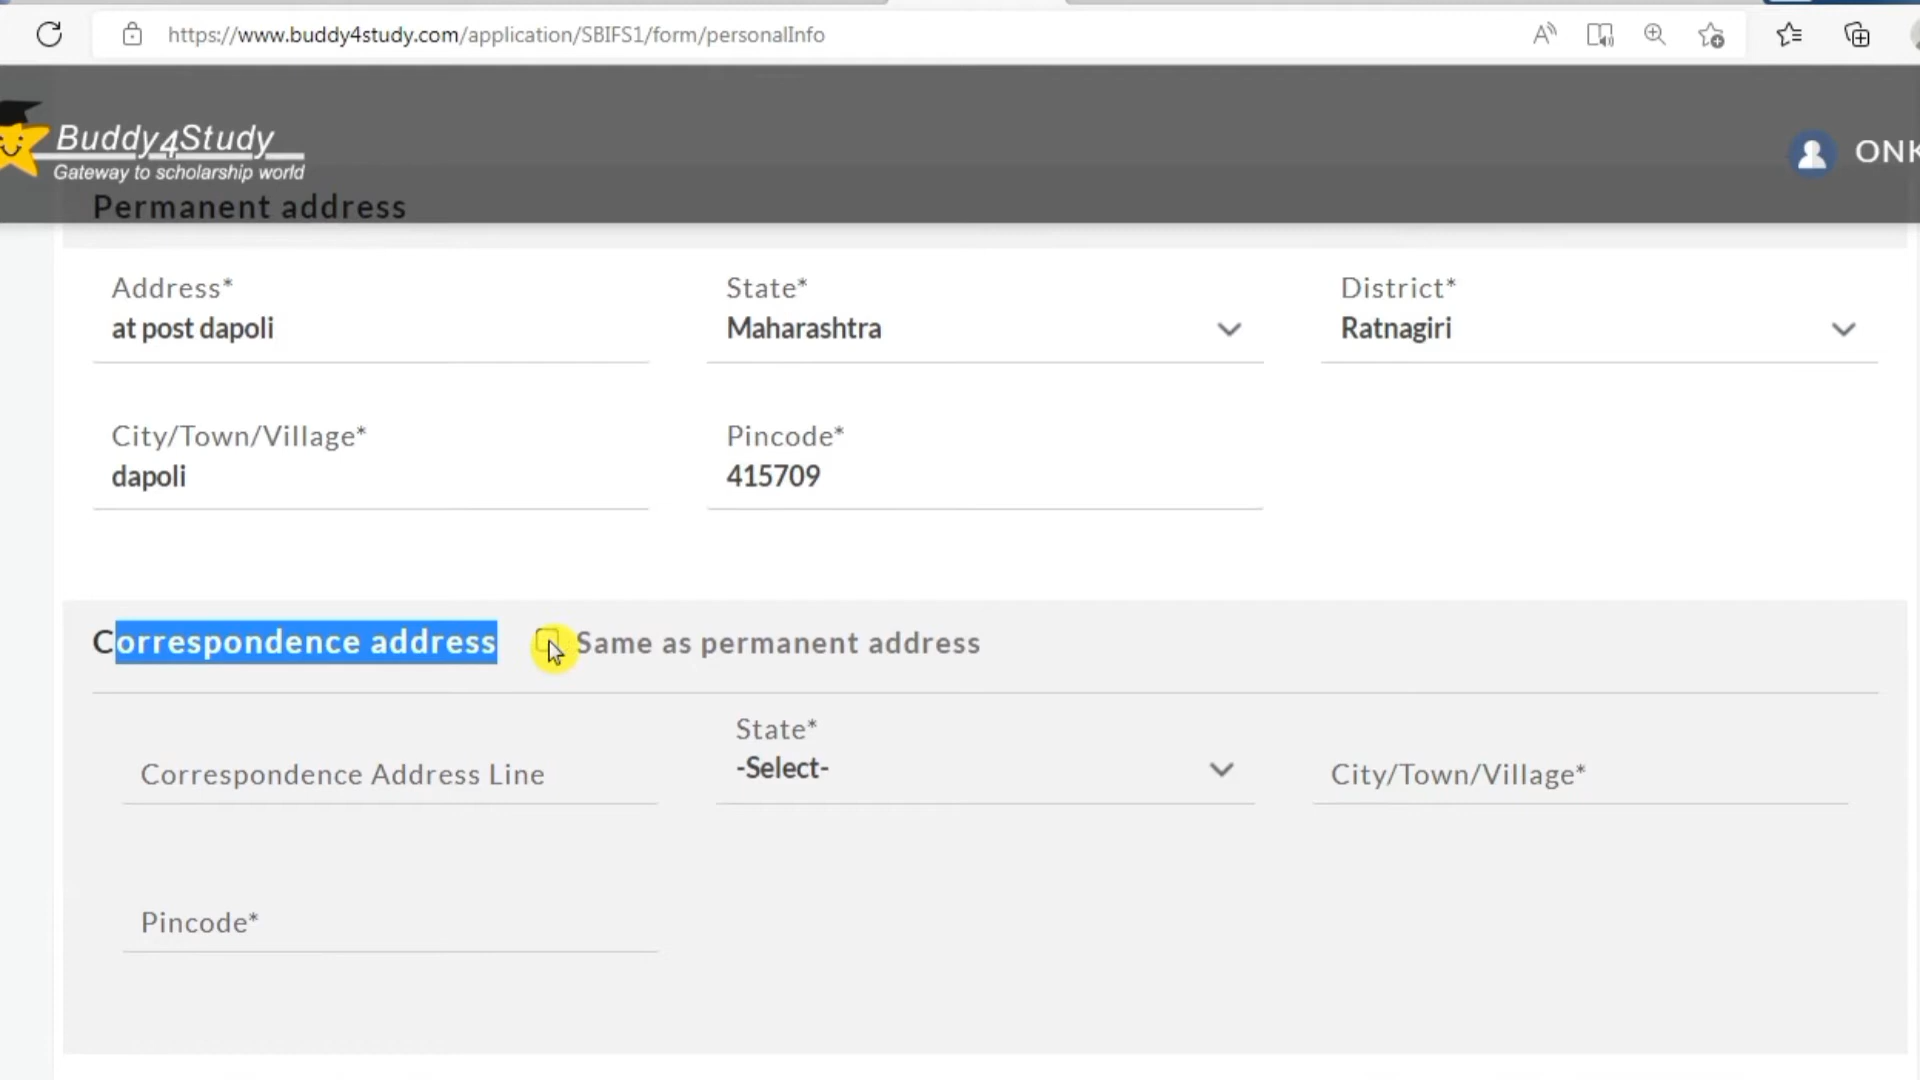 https://www.buddy4study.com/application/SBIFS1/form/personalInfo
Buddy4Study
Gateway to scholarship world
ONK
Permanent address
Address* State* District*
at post dapoli Maharashtra Ratnagiri
City/Town/Village* Pincode*
dapoli 415709
Correspondence address Same as permanent address
State*
Correspondence Address Line -Select- City/Town/Village*
Pincode*